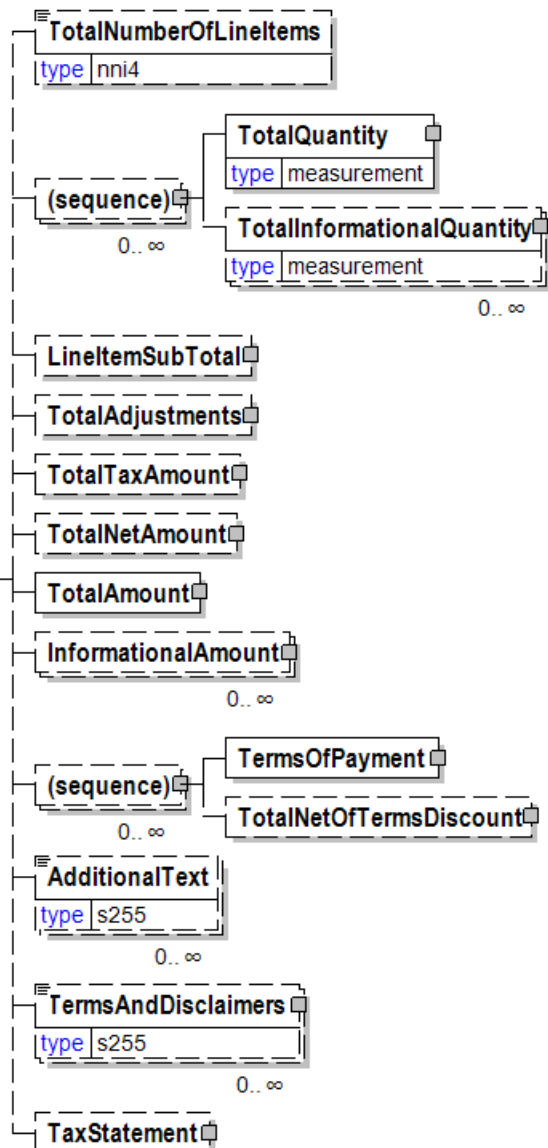 TotalNumberOfLineItems
type nni4
TotalQuantity
type measurement
(sequence)
0.. ∞
TotalInformationalQuantity
type measurement
0.. ∞
LineItemSubTotal
TotalAdjustments
TotalTaxAmount
TotalNetAmount
TotalAmount
InformationalAmount
0.. ∞
TermsOfPayment
(sequence)
0.. ∞
TotalNetOfTermsDiscount
AdditionalText
type s255
0.. ∞
TermsAndDisclaimers
type s255
0.. ∞
TaxStatement